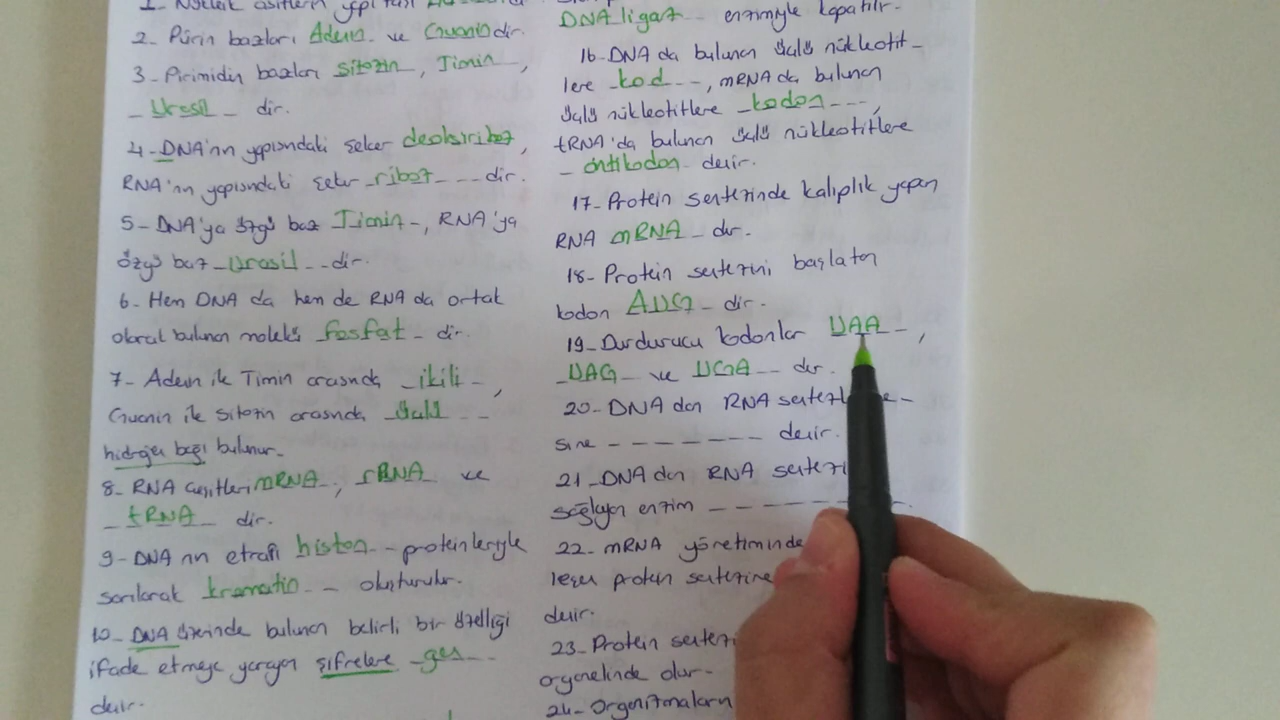 2- Pürin bazları Adenin ve Guanindir.
3- Pirimidin bazları Sitozin, Timin,
Urasil dir.
4- DNA'nın yapısındaki şeker deoksiriboz,
RNA'nın yapısındaki şeker riboz dir.
5- DNA'ya özgü baz Timin, RNA'ya
özgü baz Urasil dir.
6- Hem DNA da hem de RNA da ortak
olarak bulunan molekül fosfat dir.
7- Adenin ile Timin arasında ikili,
Guanin ile Sitozin arasında üçlü
hidrojen bağı bulunur.
8- RNA çeşitleri mRNA, rRNA ve
tRNA dir.
9- DNA nın etrafı histon proteinleriyle
sarılarak kromatin oluşturulur.
10- DNA üzerinde bulunan belirli bir özelliği
ifade etmeye yarayan şifrelere gen
denir.
DNA ligaz enzimiyle kapatılır.
16- DNA da bulunan üçlü nükleotit-
lere kod, mRNA da bulunan
üçlü nükleotitlere kodon,
tRNA'da bulunan üçlü nükleotitlere
antikodon denir.
17- Protein sentezinde kalıplık yapan
RNA mRNA dır.
18- Protein sentezini başlatan
kodon AUG dir.
19- Durdurucu kodonlar UAA,
UAG ve UGA dır.
20- DNA dan RNA
sine - - - - - - - denir.
21- DNA dan RNA
sağlayan enzim - - - - - -
22- mRNA yönetiminde
protein sentezine
denir.
23- Protein
organelinde olur.
24- Organizmaların